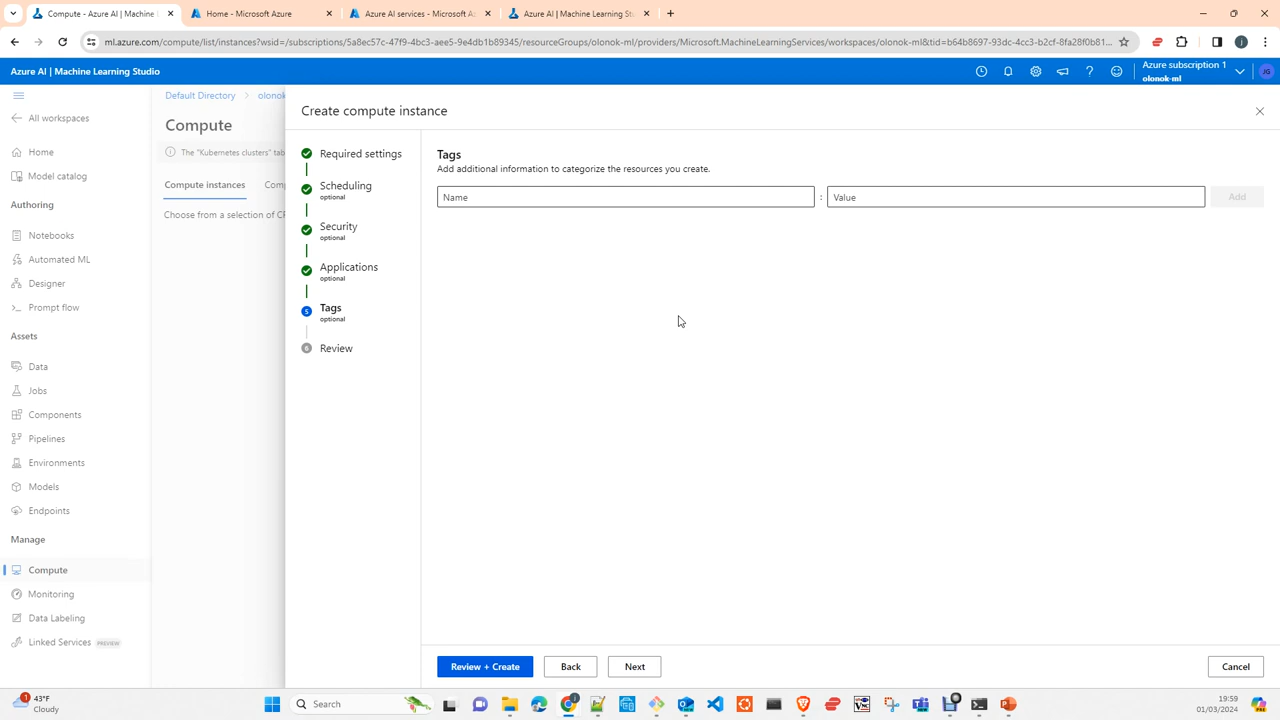 Compute - Azure AI | Machine L
Home - Microsoft Azure
Azure AI services - Microsoft Az
Azure AI | Machine Learning Stu
ml.azure.com/compute/list/instances?wsid=/subscriptions/5a8ec57c-47f9-4bc3-aee5-9e4db1b89345/resourceGroups/olonok-ml/providers/Microsoft.MachineLearningServices/workspaces/olonok-ml&tid=b64b8697-93dc-4cc3-b2cf-8fa28f0b81...
Azure AI | Machine Learning Studio
Azure subscription 1
olonok-ml
JG
All workspaces
Home
Model catalog
Authoring
Notebooks
Automated ML
Designer
Prompt flow
Assets
Data
Jobs
Components
Pipelines
Environments
Models
Endpoints
Manage
Compute
Monitoring
Data Labeling
Linked Services PREVIEW
Default Directory > olonok
Compute
The "Kubernetes clusters" tab
Compute instances Comp
Choose from a selection of CP
Create compute instance
Required settings
Scheduling
optional
Security
optional
Applications
optional
5 Tags
optional
6 Review
Tags
Add additional information to categorize the resources you create.
Name : Value Add
Review + Create Back Next Cancel
1
43°F
Cloudy
Search
19:59
01/03/2024